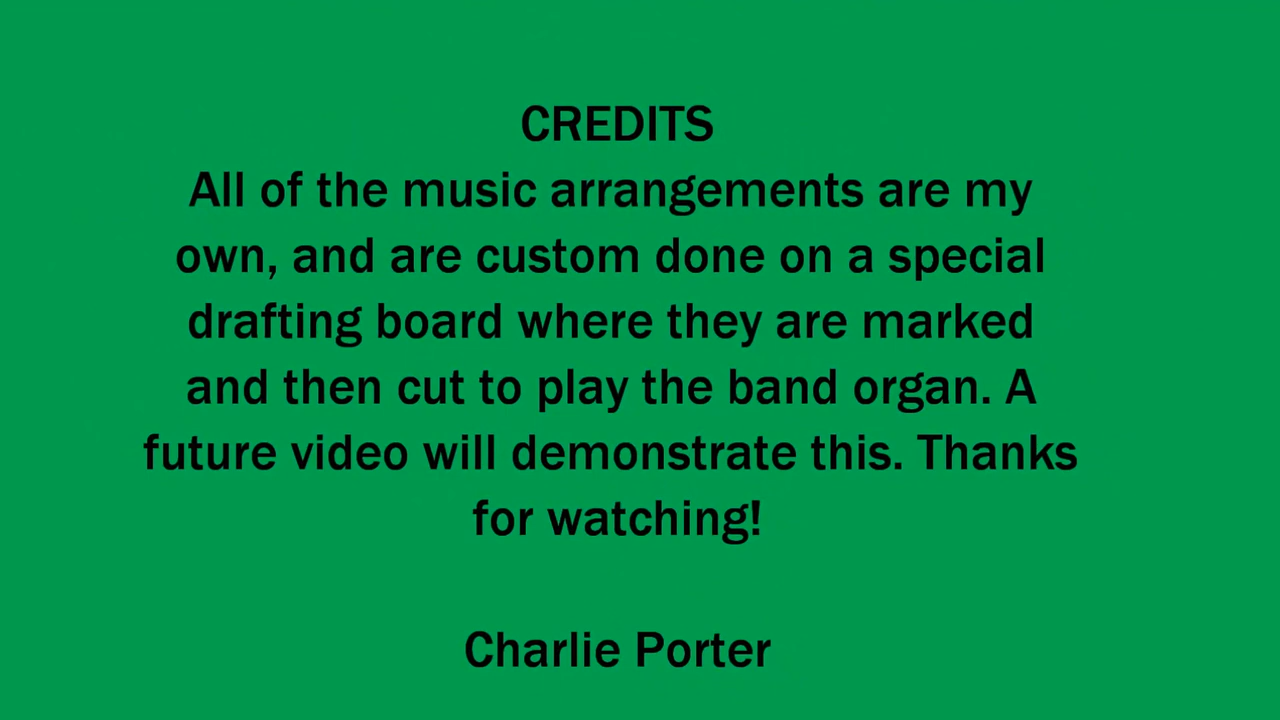 CREDITS
All of the music arrangements are my
own, and are custom done on a special
drafting board where they are marked
and then cut to play the band organ. A
future video will demonstrate this. Thanks
for watching!
Charlie Porter